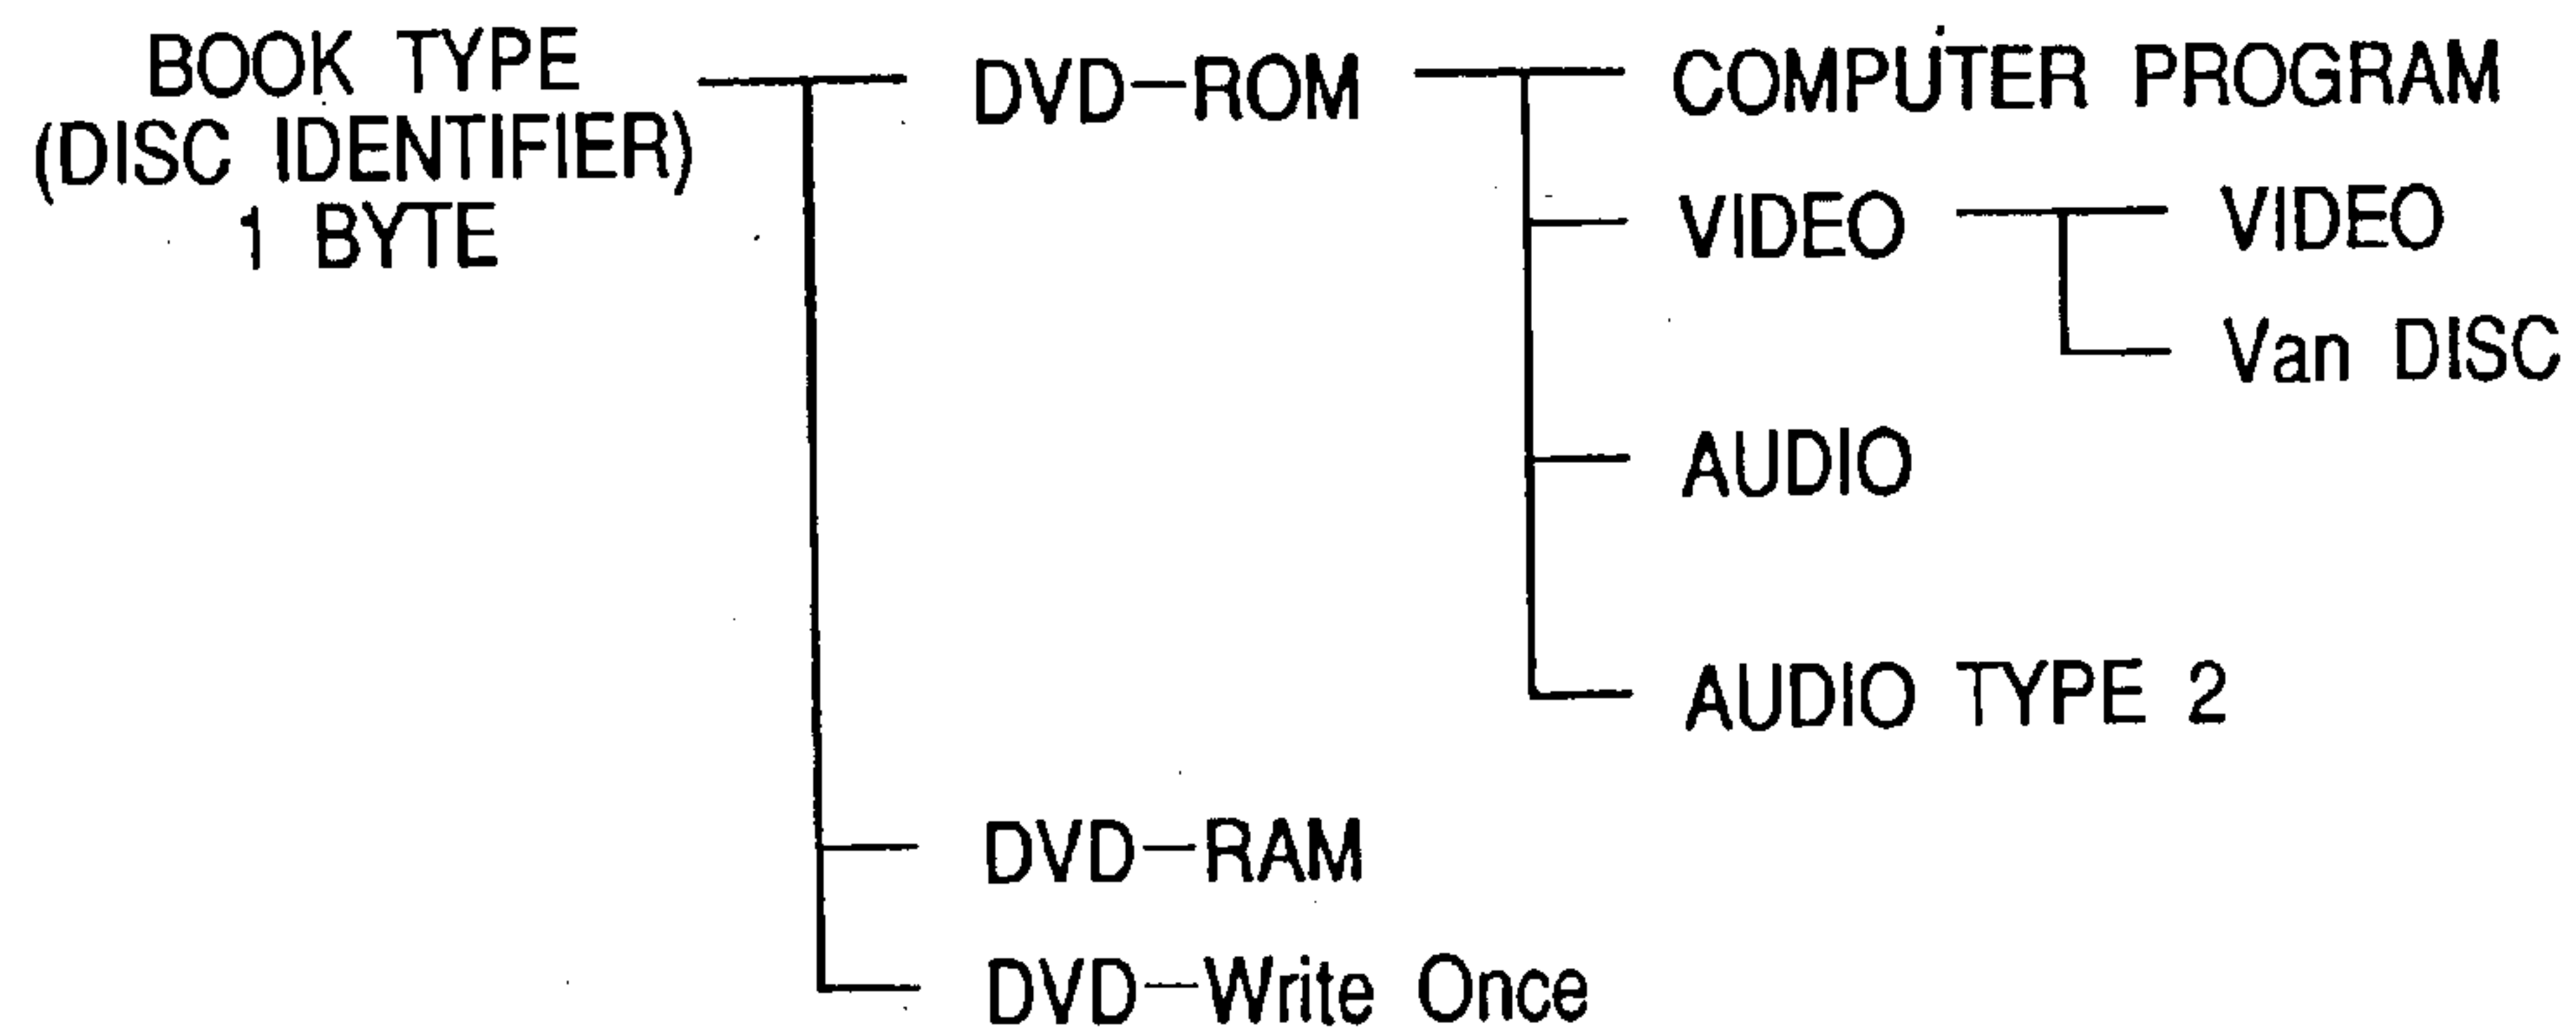 BOOK TYPE
(DISC IDENTIFIER)
1 BYTE
DVD-ROM
COMPUTER PROGRAM
VIDEO
VIDEO
Van DISC
AUDIO
AUDIO TYPE 2
DVD-RAM
DVD-Write Once